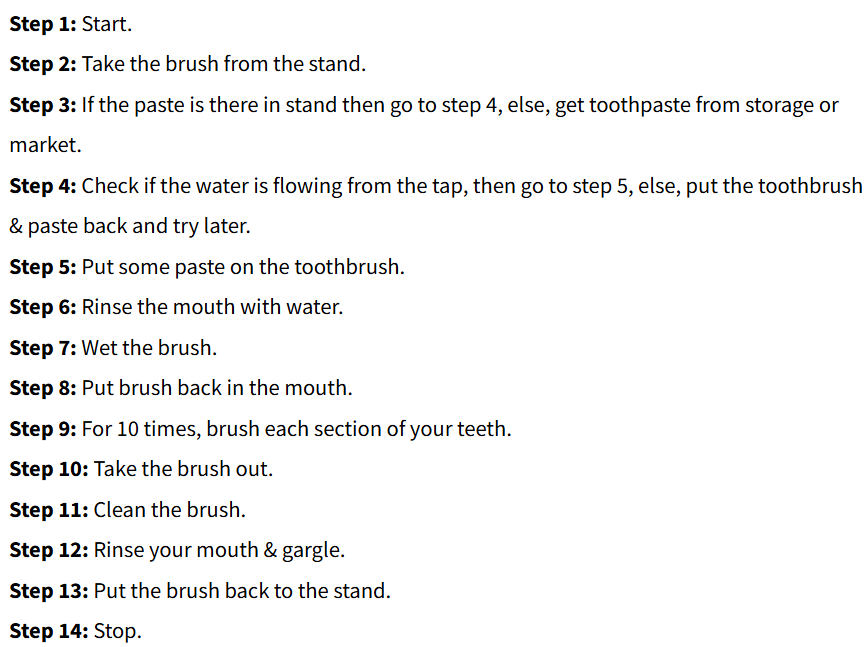 Step 1: Start.
Step 2: Take the brush from the stand.
Step 3: If the paste is there in stand then go to step 4, else, get toothpaste from storage or
market.
Step 4: Check if the water is flowing from the tap, then go to step 5, else, put the toothbrush
& paste back and try later.
Step 5: Put some paste on the toothbrush.
Step 6: Rinse the mouth with water.
Step 7: Wet the brush.
Step 8: Put brush back in the mouth.
Step 9: For 10 times, brush each section of your teeth.
Step 10: Take the brush out.
Step 11: Clean the brush.
Step 12: Rinse your mouth & gargle.
Step 13: Put the brush back to the stand.
Step 14: Stop.